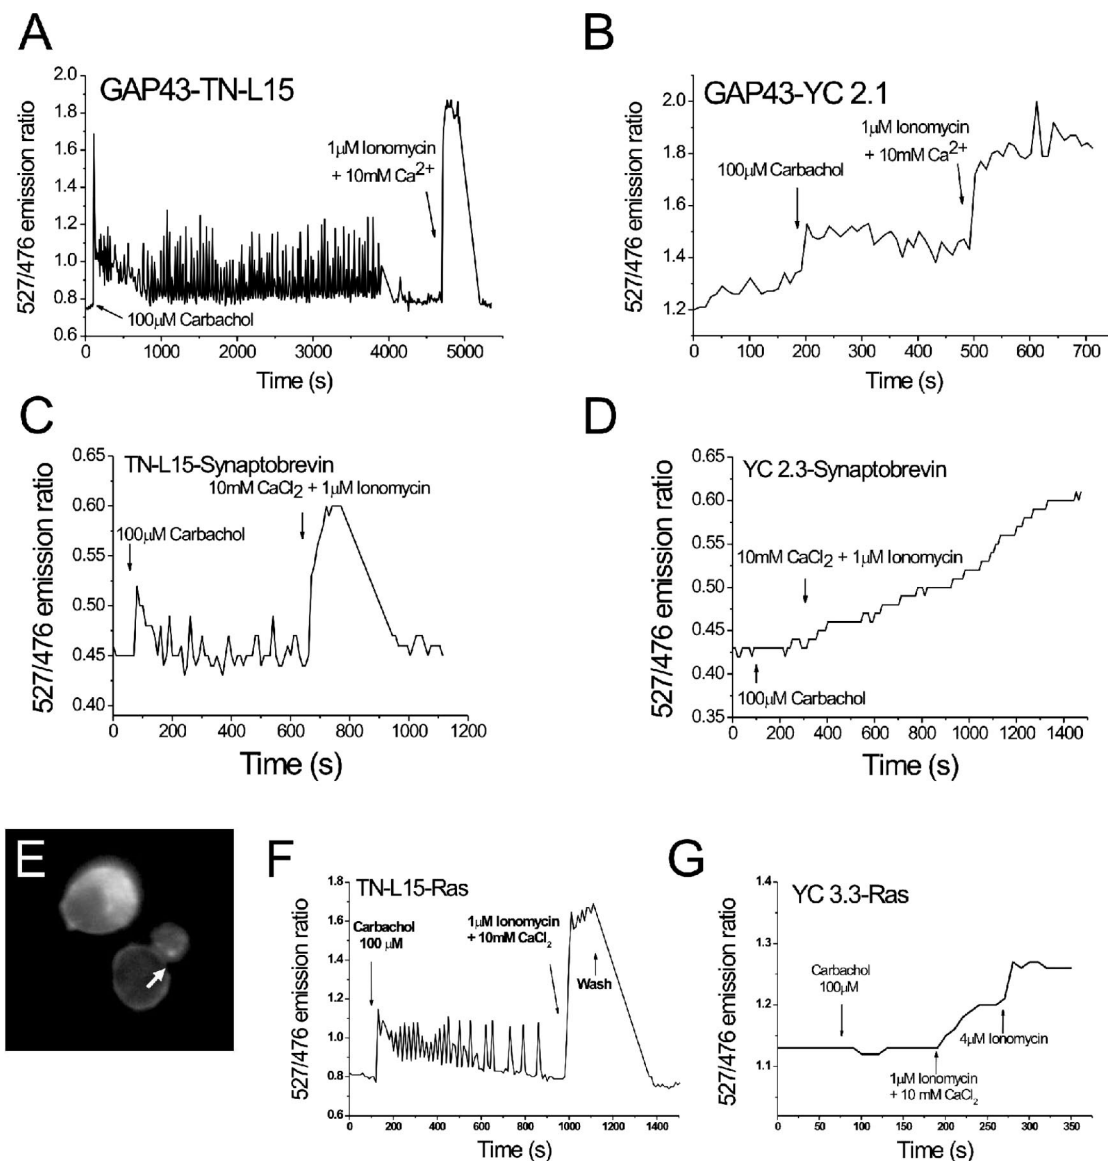 A
GAP43-TN-L15
527/476 emission ratio
2.0
1.8
1.6
1.4
1.2
1.0
0.8
0.6
1µM Ionomycin
+ 10mM Ca2+
100µM Carbachol
0 1000 2000 3000 4000 5000
Time (s)
B
GAP43-YC 2.1
527/476 emission ratio
2.0
1.8
1.6
1.4
1.2
1µM Ionomycin
+ 10mM Ca2+
100µM Carbachol
0 100 200 300 400 500 600 700
Time (s)
C
TN-L15-Synaptobrevin
10mM CaCl2 + 1µM Ionomycin
100µM Carbachol
527/476 emission ratio
0.65
0.60
0.55
0.50
0.45
0.40
0 200 400 600 800 1000 1200
Time (s)
D
YC 2.3-Synaptobrevin
10mM CaCl2 + 1µM Ionomycin
100µM Carbachol
527/476 emission ratio
0.65
0.60
0.55
0.50
0.45
0.40
0.35
0 200 400 600 800 1000 1200 1400
Time (s)
E
F
TN-L15-Ras
527/476 emission ratio
1.8
1.6
1.4
1.2
1.0
0.8
0.6
Carbachol
100 µM
1µM Ionomycin
+ 10mM CaCl2
Wash
0 200 400 600 800 1000 1200 1400
Time (s)
G
YC 3.3-Ras
527/476 emission ratio
1.4
1.3
1.2
1.1
Carbachol
100µM
4µM Ionomycin
1µM Ionomycin
+ 10 mM CaCl2
0 50 100 150 200 250 300 350
Time (s)